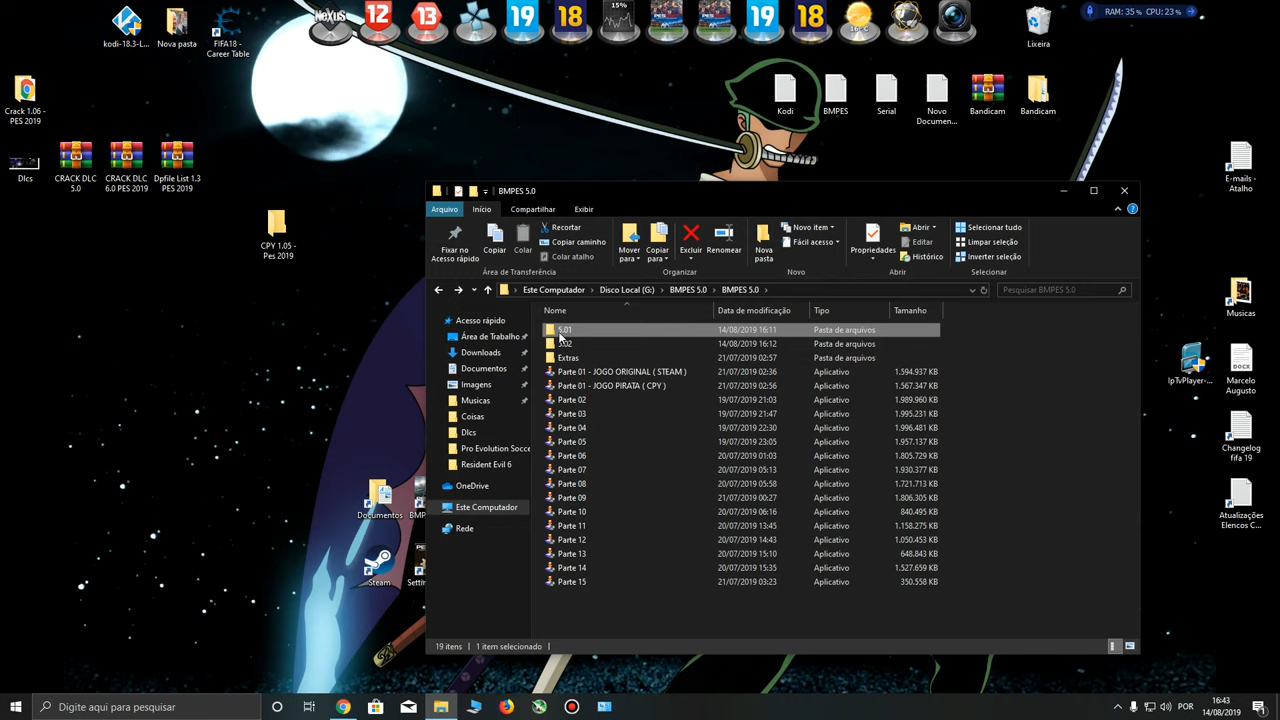 RAM: 35 % CPU: 23 %
NeXuS
12
13
19
18
15%
19
18
16° C
kodi-18.3-L...
Nova pasta
FIFA18 -
Career Table
Lixeira
Crack 1.06 -
PES 2019
Kodi
BMPES
Serial
Novo
Documen...
Bandicam
Bandicam
Dlcs
CRACK DLC
5.0
CRACK DLC
6.0 PES 2019
Dpfile List 1.3
PES 2019
E-mails -
Atalho
CPY 1.05 -
Pes 2019
Musicas
IpTvPlayer-...
Marcelo
Augusto
Changelog
fifa 19
Documentos
BMP
Atualizações
Elencos C...
Steam
Settin
BMPES 5.0
Arquivo
Início
Compartilhar
Exibir
Fixar no
Acesso rápido
Copiar
Colar
Recortar
Copiar caminho
Colar atalho
Área de Transferência
Mover
para
Copiar
para
Excluir
Renomear
Organizar
Nova
pasta
Novo item
Fácil acesso
Novo
Propriedades
Abrir
Editar
Histórico
Abrir
Selecionar tudo
Limpar seleção
Inverter seleção
Selecionar
Este Computador > Disco Local (G:) > BMPES 5.0 > BMPES 5.0 >
Pesquisar BMPES 5.0
Acesso rápido
Área de Trabalho
Downloads
Documentos
Imagens
Musicas
Coisas
Dlcs
Pro Evolution Socce
Resident Evil 6
OneDrive
Este Computador
Rede
Nome Data de modificação Tipo Tamanho
5.01 14/08/2019 16:11 Pasta de arquivos
5.02 14/08/2019 16:12 Pasta de arquivos
Extras 21/07/2019 02:57 Pasta de arquivos
Parte 01 - JOGO ORIGINAL ( STEAM ) 21/07/2019 02:36 Aplicativo 1.594.937 KB
Parte 01 - JOGO PIRATA ( CPY ) 21/07/2019 02:56 Aplicativo 1.567.347 KB
Parte 02 19/07/2019 21:03 Aplicativo 1.989.960 KB
Parte 03 19/07/2019 21:47 Aplicativo 1.995.231 KB
Parte 04 19/07/2019 22:30 Aplicativo 1.996.481 KB
Parte 05 19/07/2019 23:05 Aplicativo 1.957.137 KB
Parte 06 20/07/2019 01:03 Aplicativo 1.805.729 KB
Parte 07 20/07/2019 05:13 Aplicativo 1.930.377 KB
Parte 08 20/07/2019 05:58 Aplicativo 1.721.713 KB
Parte 09 21/07/2019 00:27 Aplicativo 1.806.305 KB
Parte 10 20/07/2019 06:16 Aplicativo 840.495 KB
Parte 11 20/07/2019 13:45 Aplicativo 1.158.275 KB
Parte 12 20/07/2019 14:43 Aplicativo 1.050.453 KB
Parte 13 20/07/2019 15:10 Aplicativo 648.843 KB
Parte 14 20/07/2019 15:35 Aplicativo 1.527.659 KB
Parte 15 21/07/2019 03:23 Aplicativo 350.558 KB
19 itens
1 item selecionado
Digite aqui para pesquisar
POR
16:43
14/08/2019